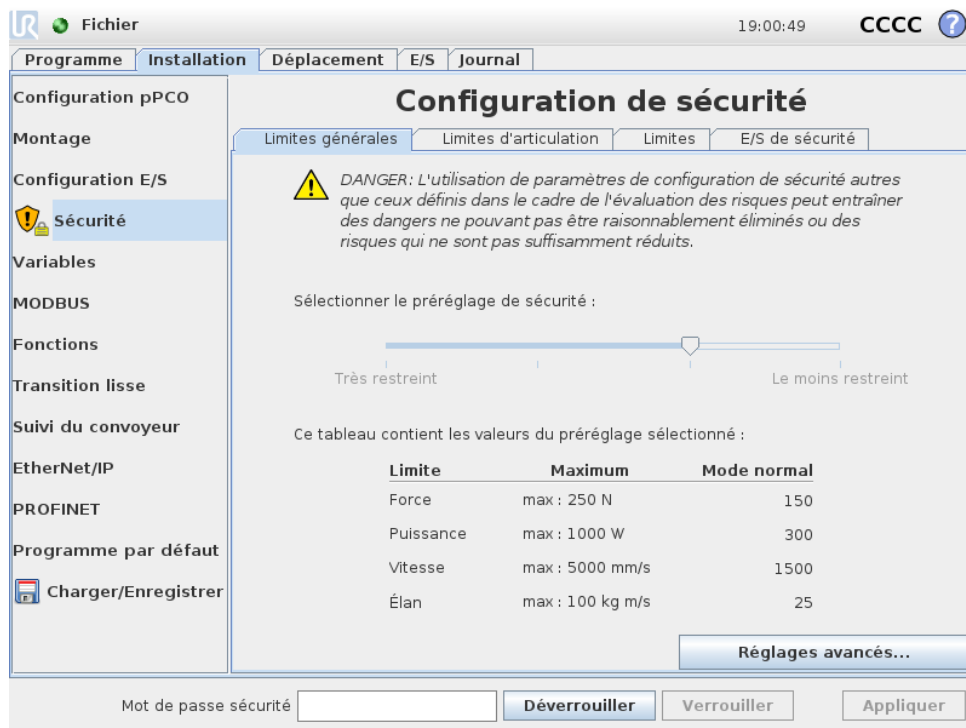 UR Fichier 19:00:49 CCCC ?
Programme Installation Déplacement E/S Journal
Configuration pPCO
Montage
Configuration E/S
Sécurité
Variables
MODBUS
Fonctions
Transition lisse
Suivi du convoyeur
EtherNet/IP
PROFINET
Programme par défaut
Charger/Enregistrer
Configuration de sécurité
Limites générales Limites d'articulation Limites E/S de sécurité
DANGER: L'utilisation de paramètres de configuration de sécurité autres
que ceux définis dans le cadre de l'évaluation des risques peut entraîner
des dangers ne pouvant pas être raisonnablement éliminés ou des
risques qui ne sont pas suffisamment réduits.
Sélectionner le préréglage de sécurité :
Très restreint Le moins restreint
Ce tableau contient les valeurs du préréglage sélectionné :
Limite Maximum Mode normal
Force max : 250 N 150
Puissance max : 1000 W 300
Vitesse max : 5000 mm/s 1500
Élan max : 100 kg m/s 25
Réglages avancés...
Mot de passe sécurité Déverrouiller Verrouiller Appliquer